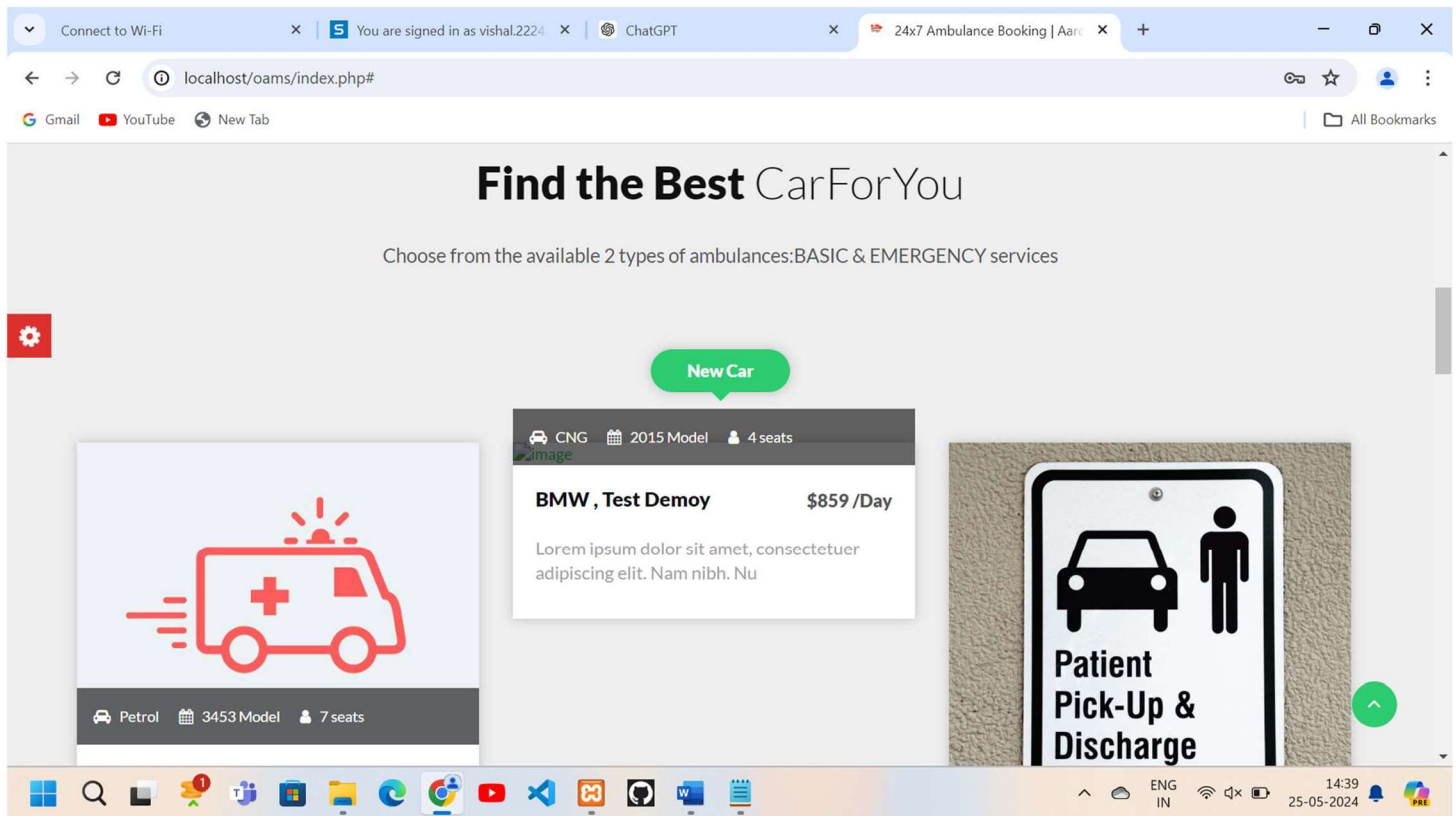 Connect to Wi-Fi
You are signed in as vishal.2224
ChatGPT
24x7 Ambulance Booking | Aaro
localhost/oams/index.php#
Gmail YouTube New Tab All Bookmarks
Find the Best CarForYou
Choose from the available 2 types of ambulances:BASIC & EMERGENCY services
New Car
CNG 2015 Model 4 seats
image
BMW , Test Demoy $859 /Day
Lorem ipsum dolor sit amet, consectetuer
adipiscing elit. Nam nibh. Nu
Petrol 3453 Model 7 seats
Patient
Pick-Up &
Discharge
1
ENG
IN
14:39
25-05-2024
PRE